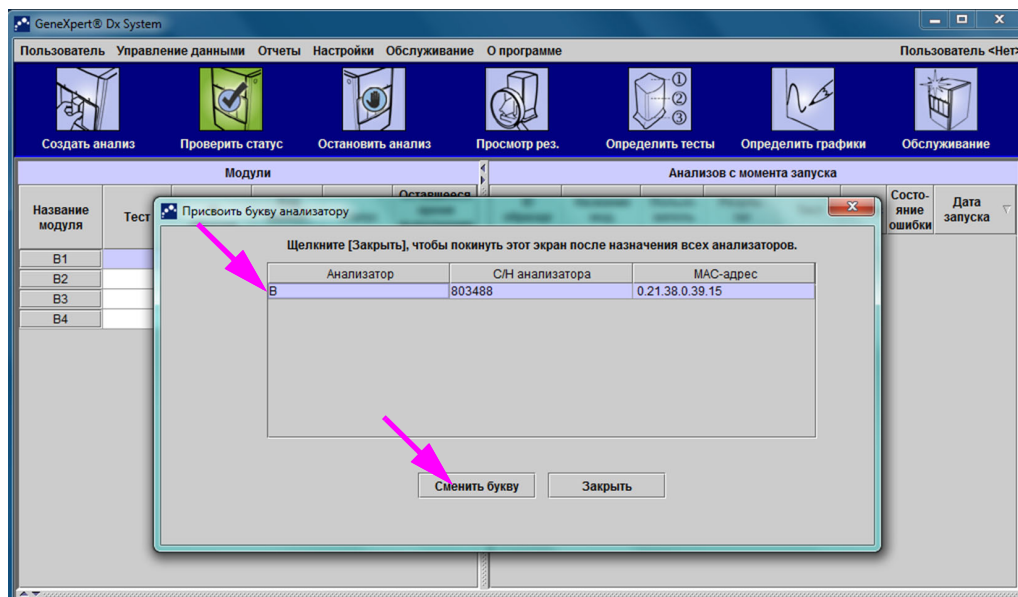 GeneXpert® Dx System
Пользователь Управление данными Отчеты Настройки Обслуживание О программе Пользователь <Нет>
① ② ③
Создать анализ Проверить статус Остановить анализ Просмотр рез. Определить тесты Определить графики Обслуживание
Модули Анализов с момента запуска
Название модуля Тест Оставшееся Состо-яние ошибки Дата запуска
Присвоить букву анализатору
Щелкните [Закрыть], чтобы покинуть этот экран после назначения всех анализаторов.
Анализатор С/Н анализатора MAC-адрес
B 803488 0.21.38.0.39.15
B1
B2
B3
B4
Сменить букву Закрыть